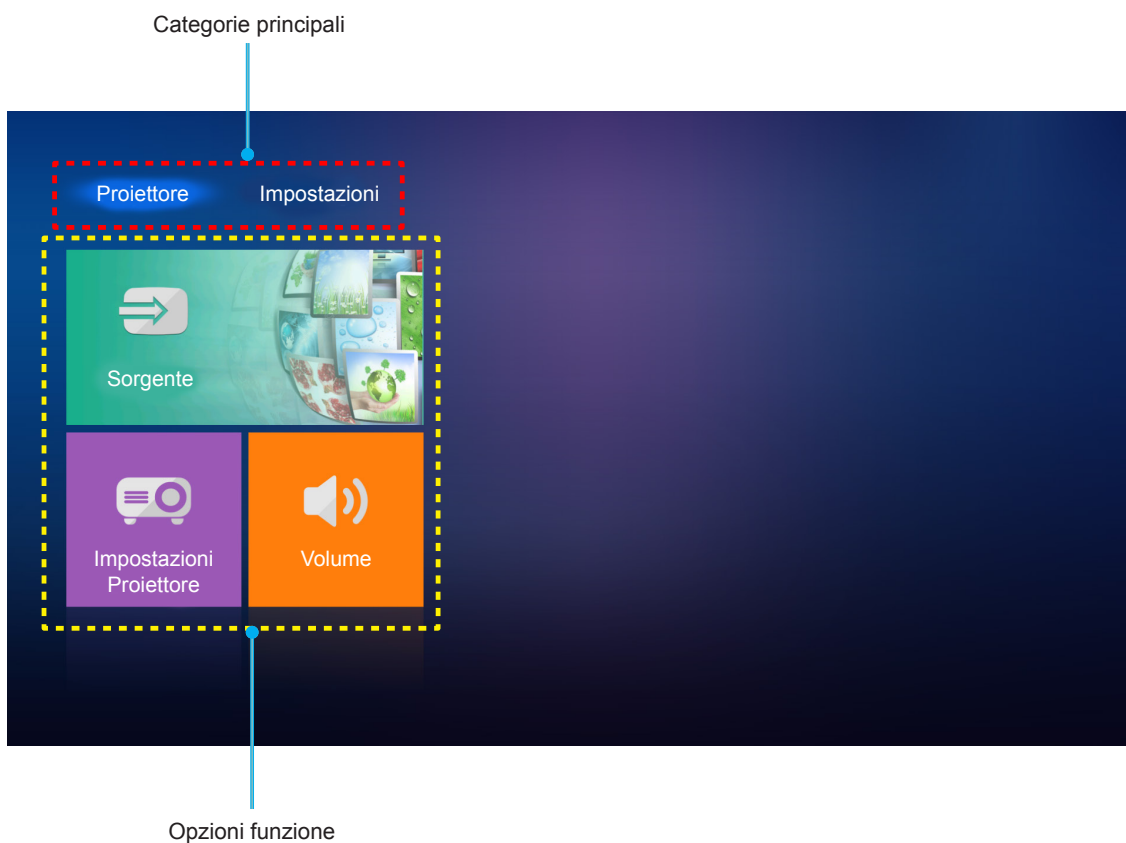 Categorie principali
Proiettore
Impostazioni
Sorgente
Impostazioni
Proiettore
Volume
Opzioni funzione